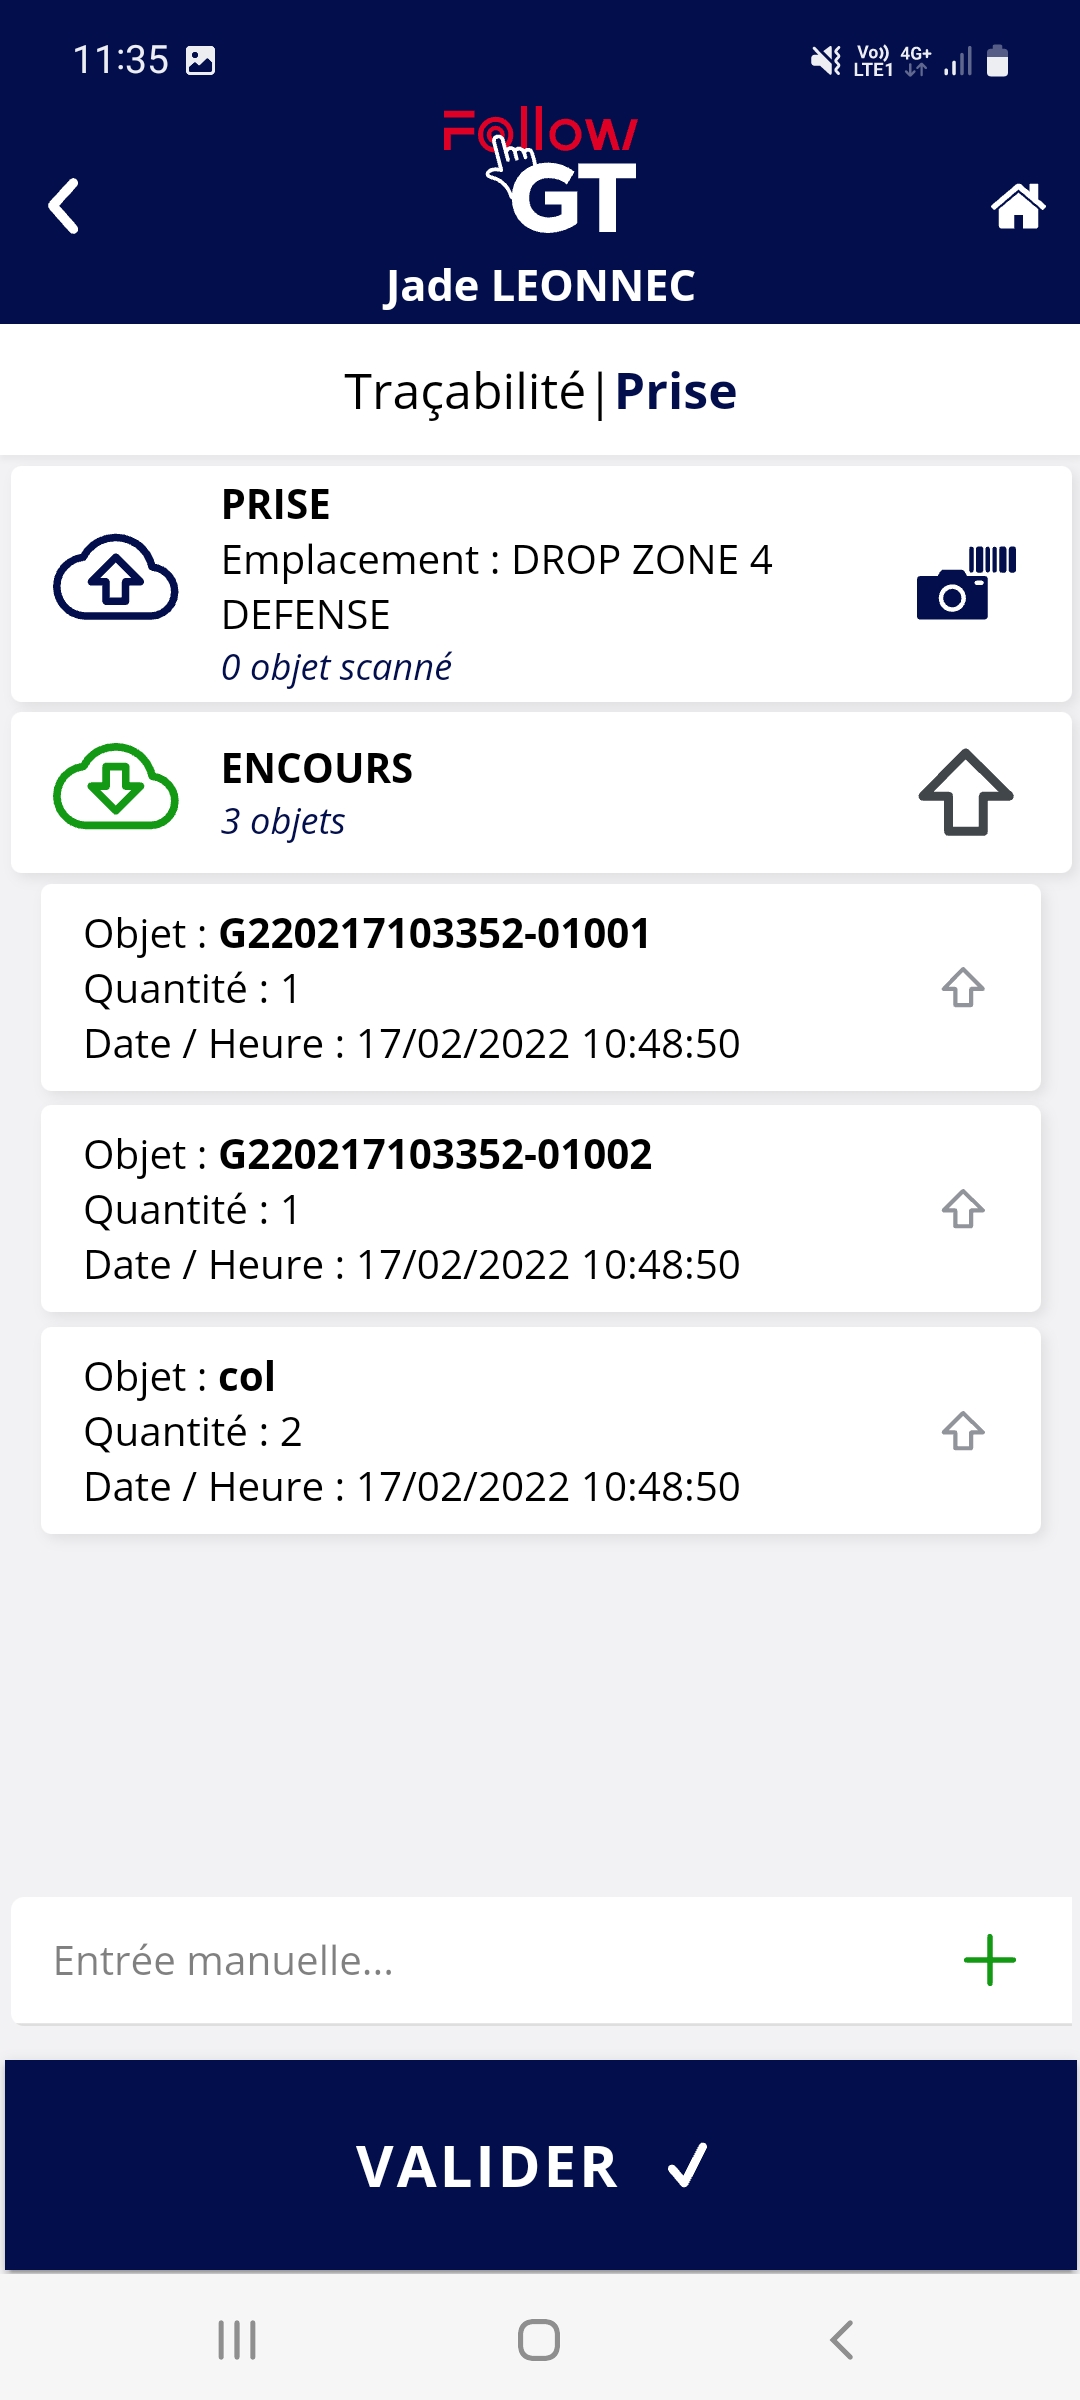 11:35
Vo)) LTE1 4G+
Follow
GT
Jade LEONNEC
Traçabilité|Prise
PRISE
Emplacement : DROP ZONE 4
DEFENSE
0 objet scanné
ENCOURS
3 objets
Objet : G220217103352-01001
Quantité : 1
Date / Heure : 17/02/2022 10:48:50
Objet : G220217103352-01002
Quantité : 1
Date / Heure : 17/02/2022 10:48:50
Objet : col
Quantité : 2
Date / Heure : 17/02/2022 10:48:50
Entrée manuelle...
VALIDER